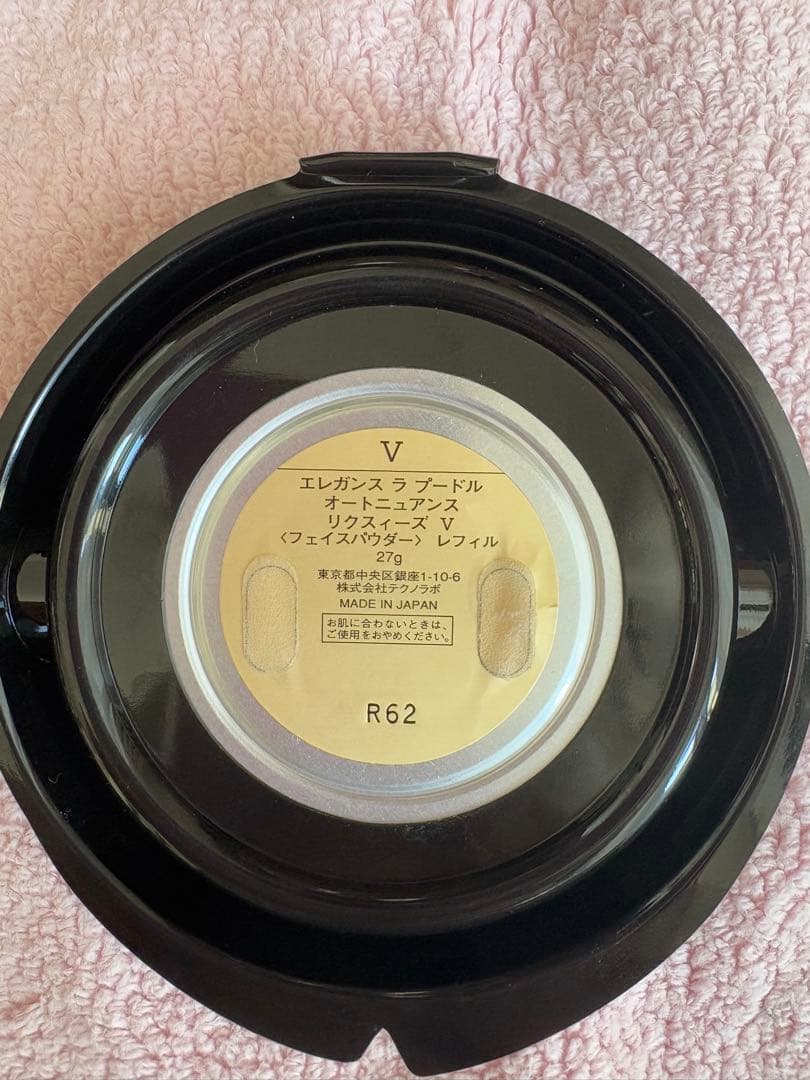 V
エレガンス ラ プードル
オートニュアンス
リクスィーズ V
〈フェイスパウダー〉 レフィル
27g
東京都中央区銀座1-10-6
株式会社テクノラボ
MADE IN JAPAN
お肌に合わないときは、
ご使用をおやめください。
R62